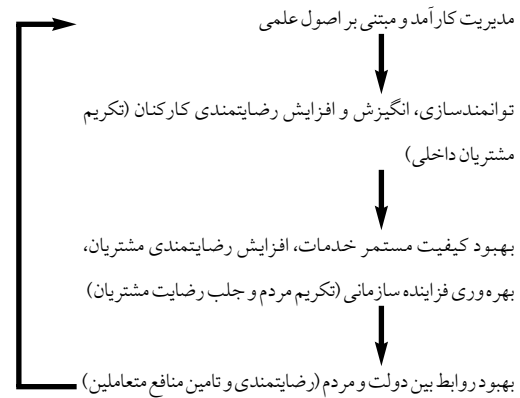 مدیریت کارآمد و مبتنی بر اصول علمی
توانمندسازی، انگیزش و افزایش رضایتمندی کارکنان (تکریم
مشتریان داخلی)
بهبود کیفیت مستمر خدمات، افزایش رضایتمندی مشتریان،
بهره‌وری فزاینده سازمانی (تکریم مردم و جلب رضایت مشتریان)
بهبود روابط بین دولت و مردم (رضایتمندی و تامین منافع متعاملین)